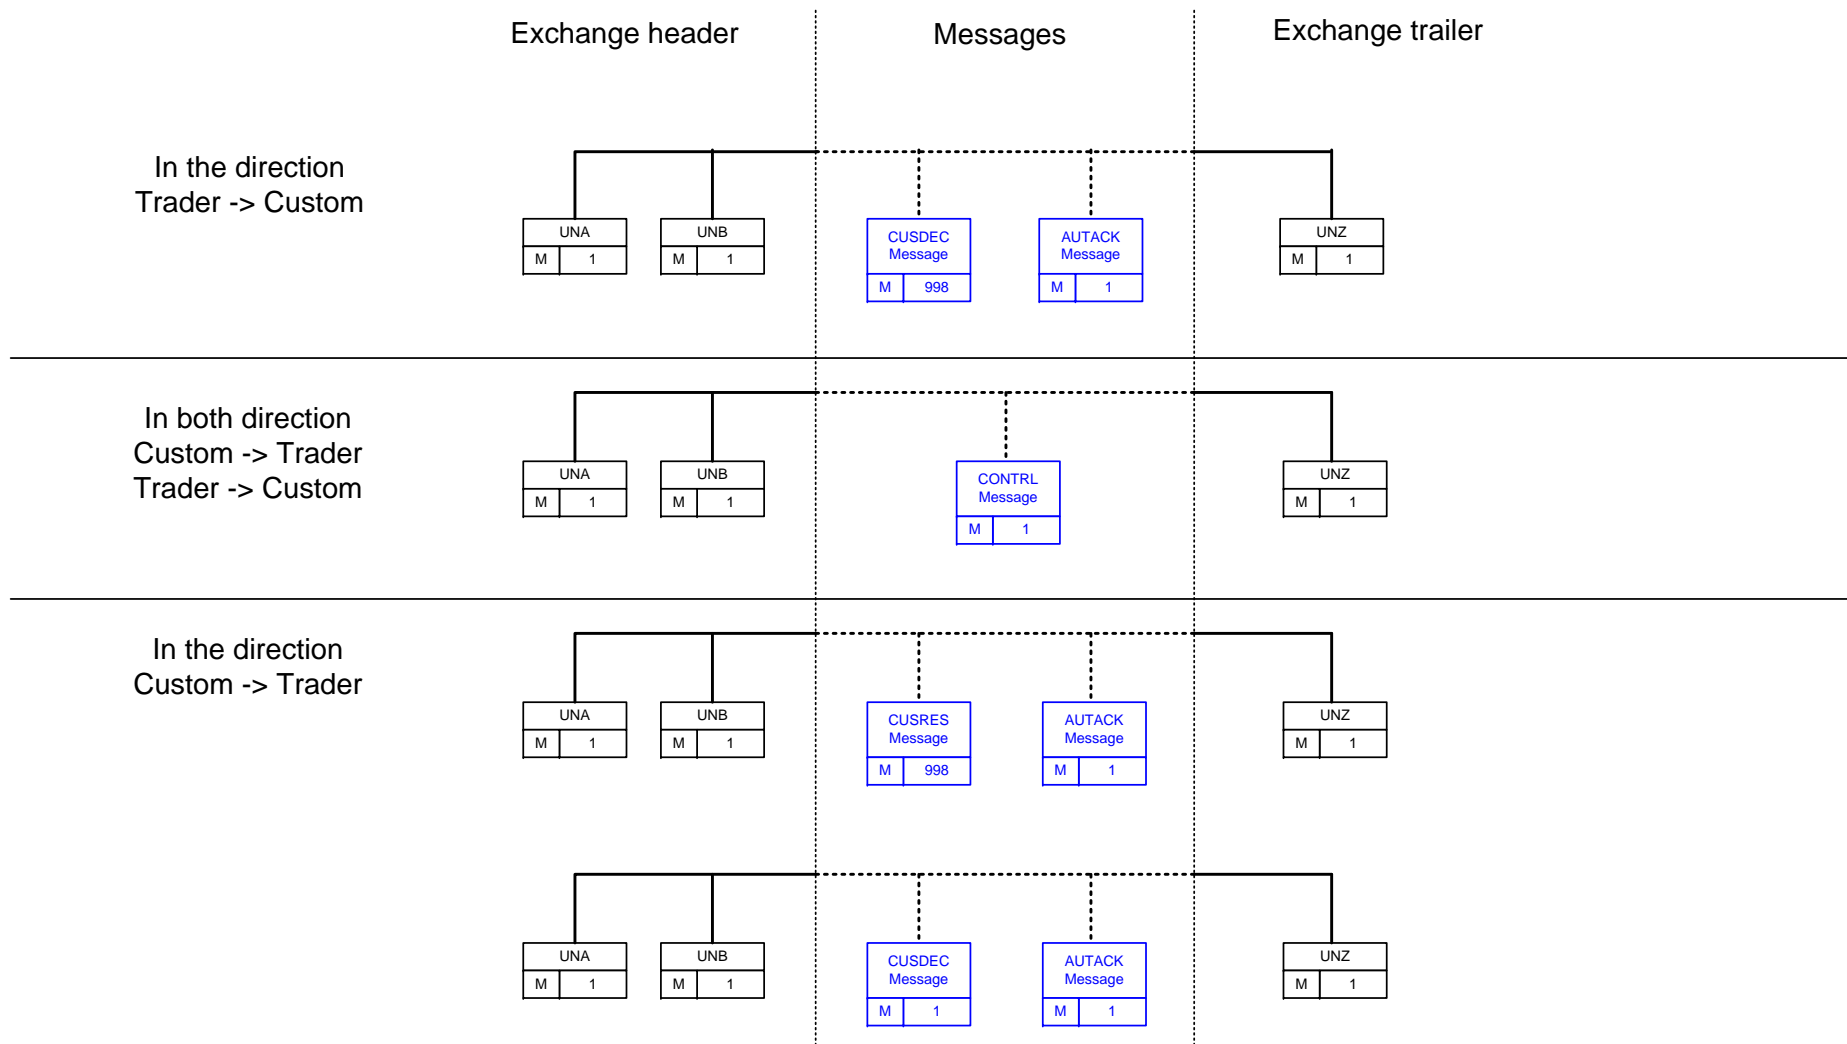 Exchange header
Messages
Exchange trailer
In the direction
Trader -> Custom
UNA
M 1
UNB
M 1
CUSDEC
Message
M 998
AUTACK
Message
M 1
UNZ
M 1
In both direction
Custom -> Trader
Trader -> Custom
UNA
M 1
UNB
M 1
CONTRL
Message
M 1
UNZ
M 1
In the direction
Custom -> Trader
UNA
M 1
UNB
M 1
CUSRES
Message
M 998
AUTACK
Message
M 1
UNZ
M 1
UNA
M 1
UNB
M 1
CUSDEC
Message
M 1
AUTACK
Message
M 1
UNZ
M 1